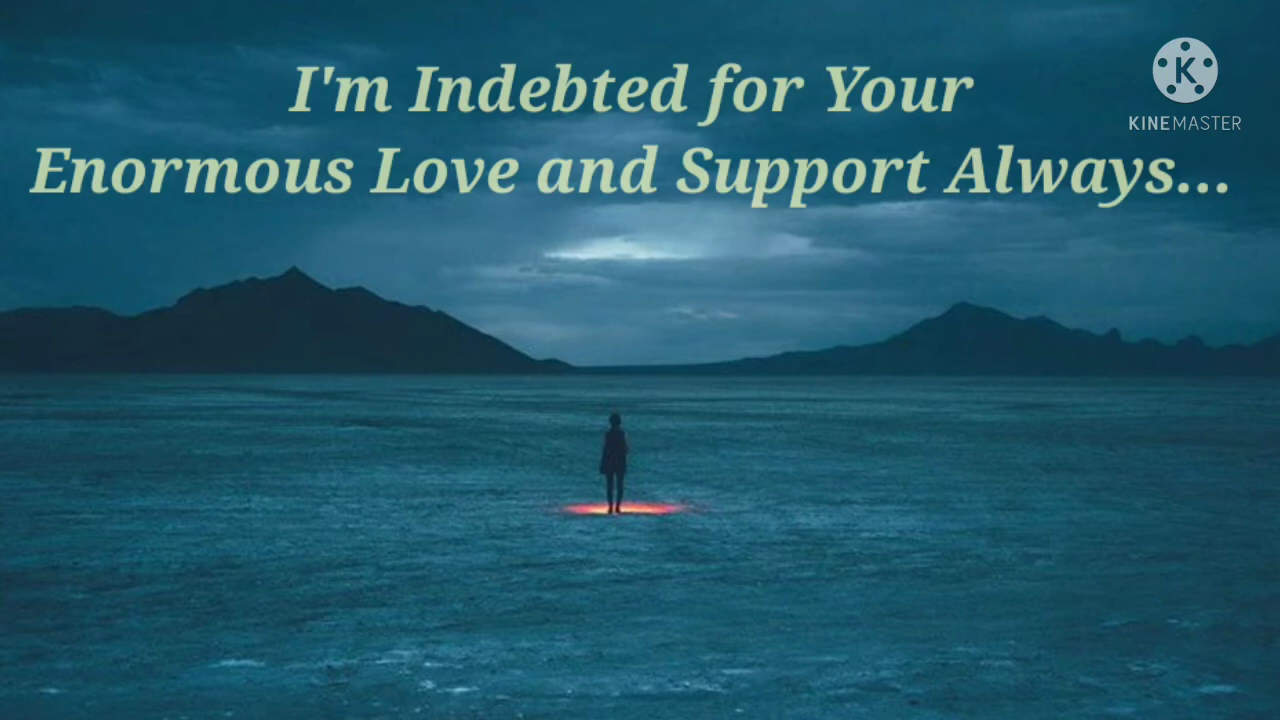 I'm Indebted for Your
Enormous Love and Support Always...
K
KINEMASTER